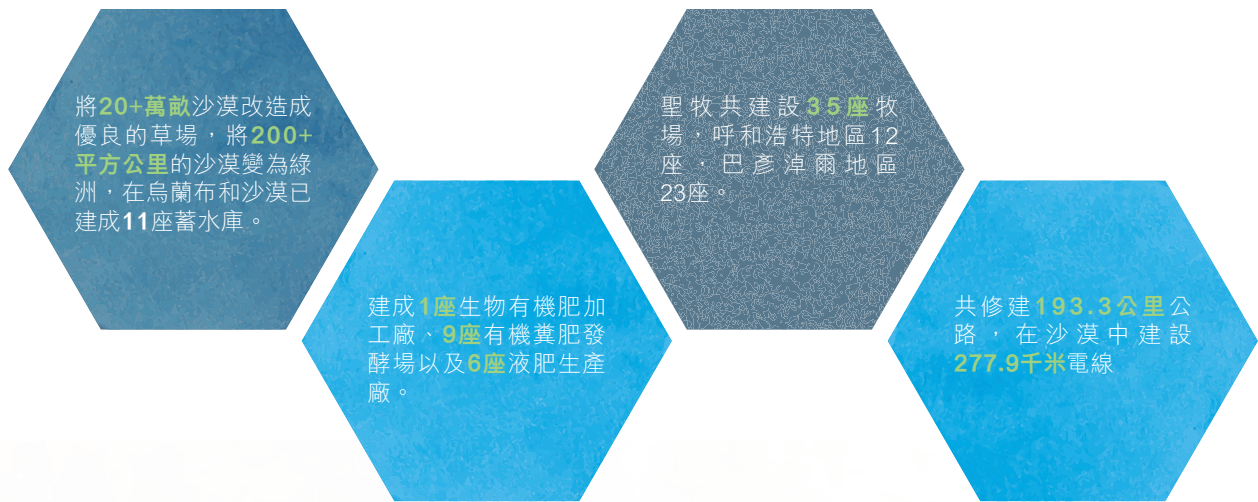 將20+萬畝沙漠改造成
優良的草場，將200+
平方公里的沙漠變為綠
洲，在烏蘭布和沙漠已
建成11座蓄水庫。
建成1座生物有機肥加
工廠、9座有機糞肥發
酵場以及6座液肥生產
廠。
聖牧共建設35座牧
場，呼和浩特地區12
座，巴彥淖爾地區
23座。
共修建193.3公里公
路，在沙漠中建設
277.9千米電線